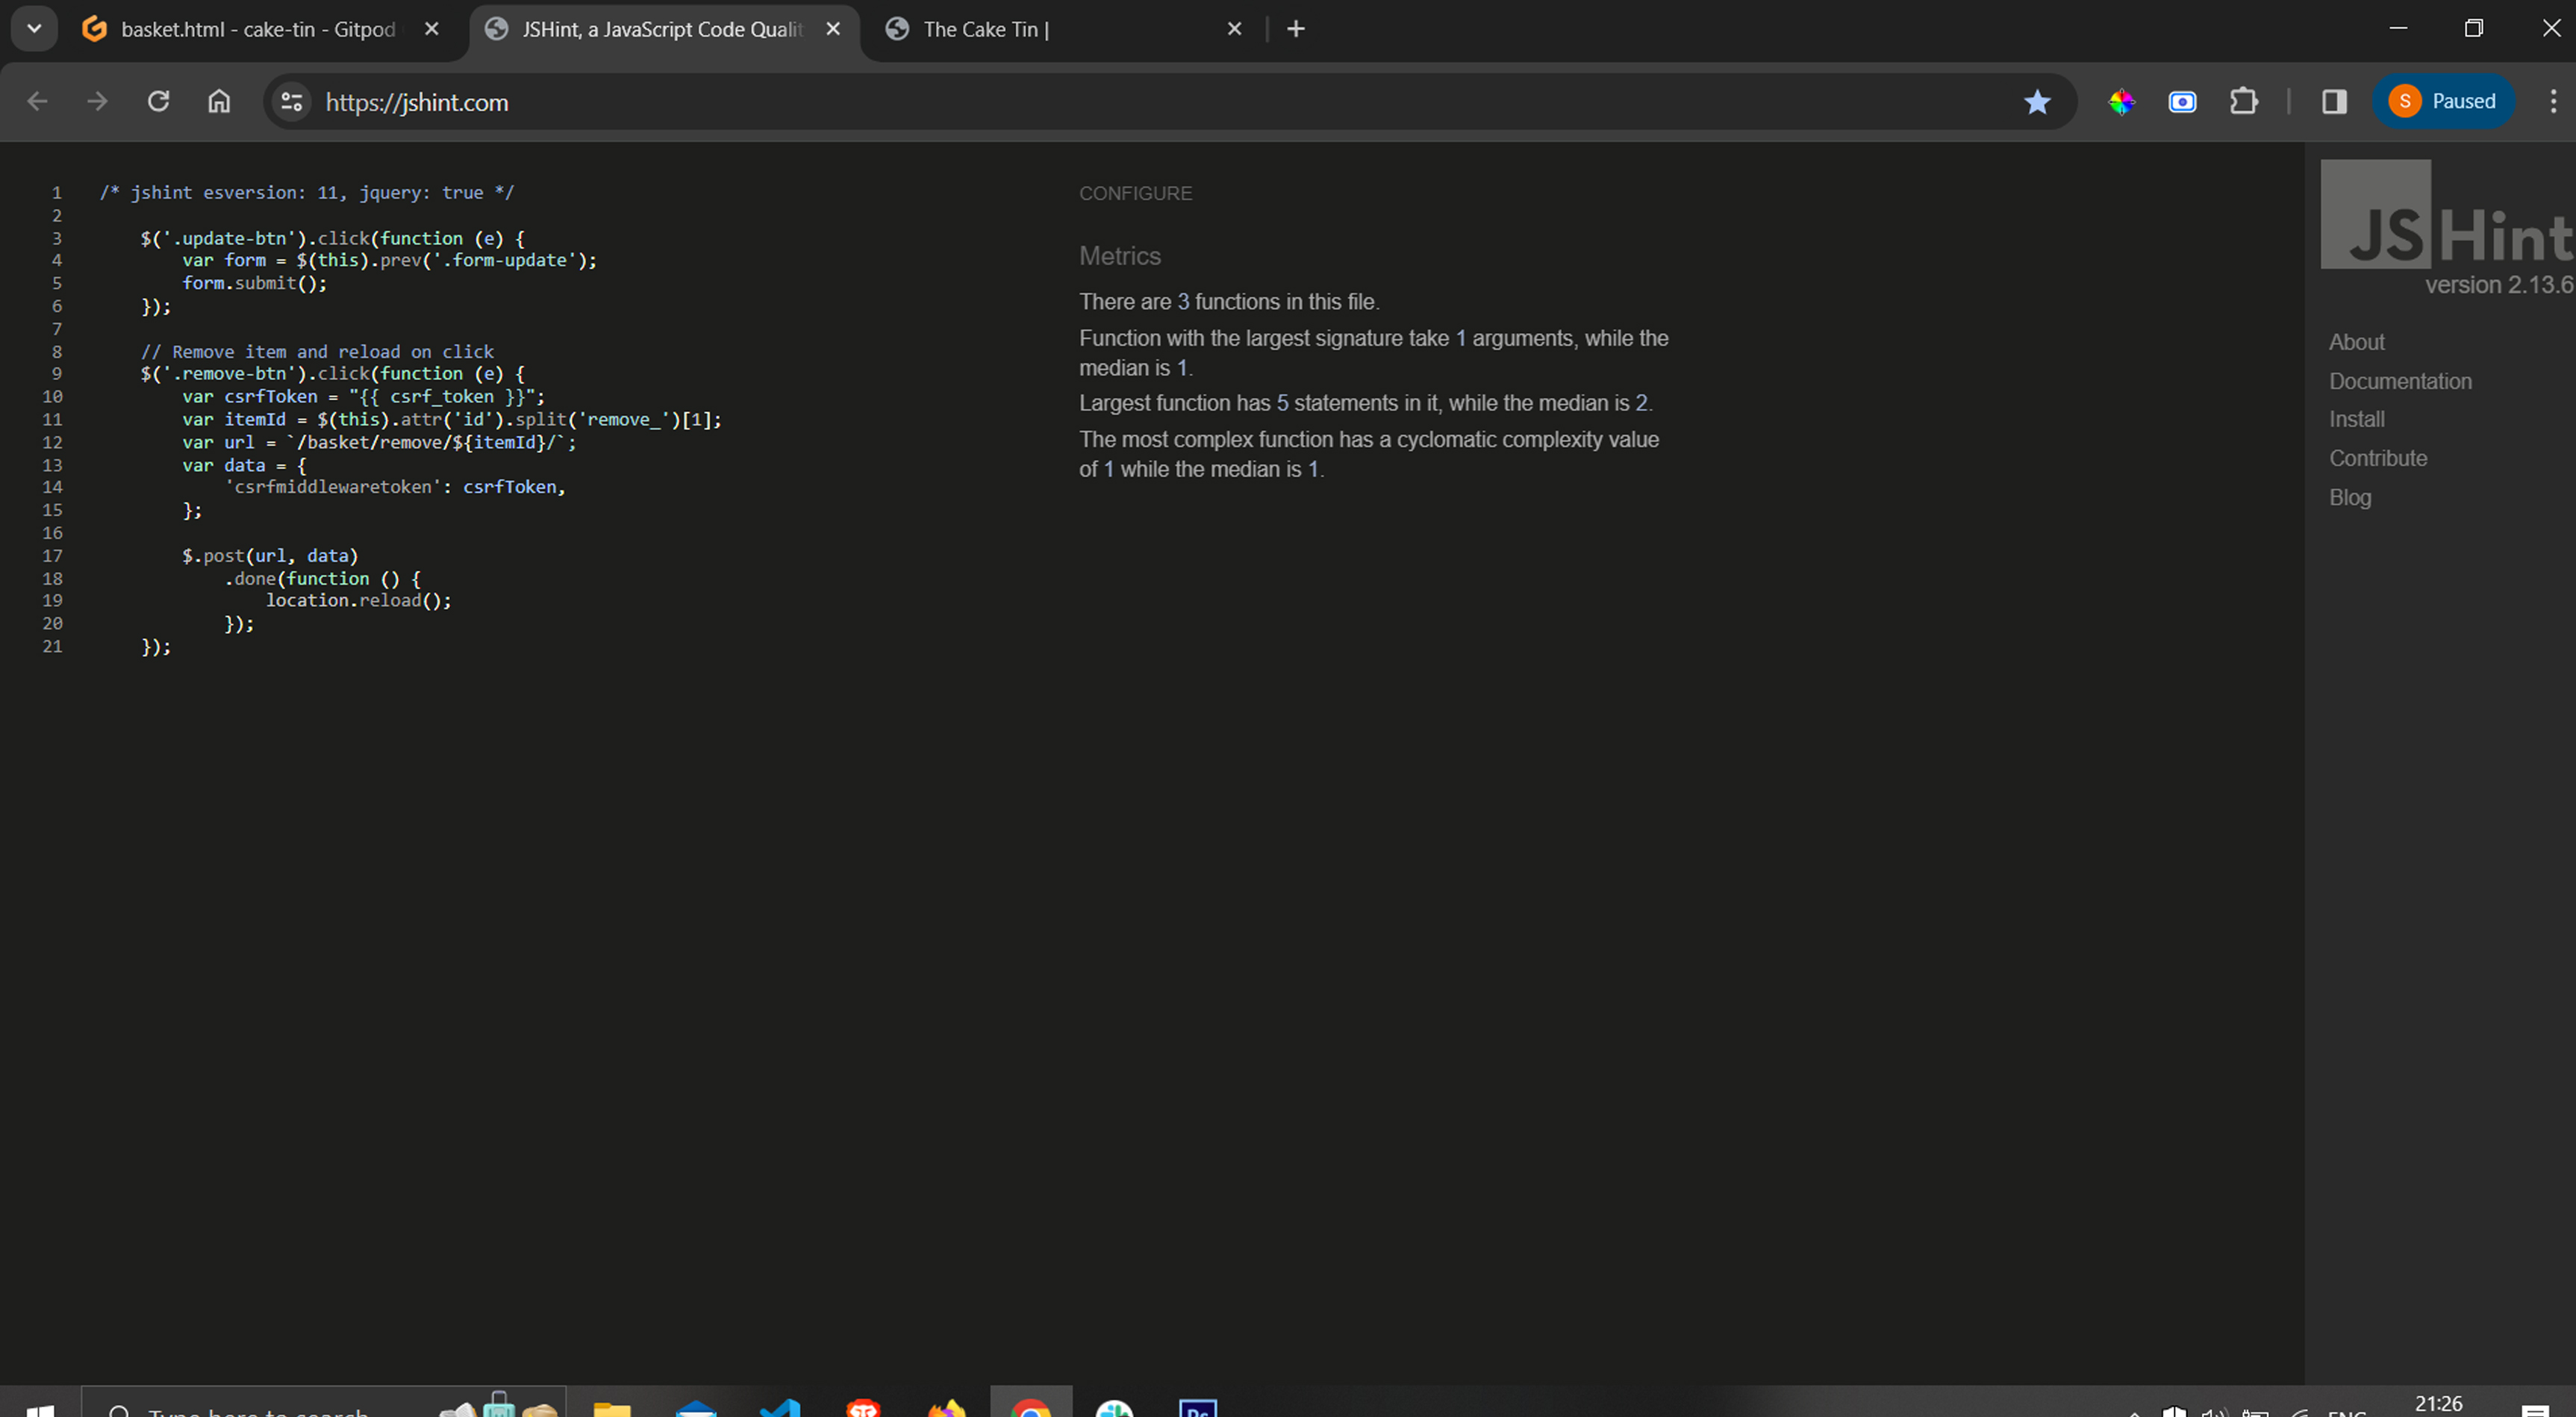 basket.html - cake-tin - Gitpod
JSHint, a JavaScript Code Qualit
The Cake Tin |
https://jshint.com
S Paused
1 /* jshint esversion: 11, jquery: true */
2
3 $('.update-btn').click(function (e) {
4 var form = $(this).prev('.form-update');
5 form.submit();
6 });
7
8 // Remove item and reload on click
9 $('.remove-btn').click(function (e) {
10 var csrfToken = "{{ csrf_token }}";
11 var itemId = $(this).attr('id').split('remove_')[1];
12 var url = `/basket/remove/${itemId}/`;
13 var data = {
14 'csrfmiddlewaretoken': csrfToken,
15 };
16
17 $.post(url, data)
18 .done(function () {
19 location.reload();
20 });
21 });
CONFIGURE
Metrics
There are 3 functions in this file.
Function with the largest signature take 1 arguments, while the
median is 1.
Largest function has 5 statements in it, while the median is 2.
The most complex function has a cyclomatic complexity value
of 1 while the median is 1.
JSHint
version 2.13.6
About
Documentation
Install
Contribute
Blog
Type here to search
Ps
ENG
21:26